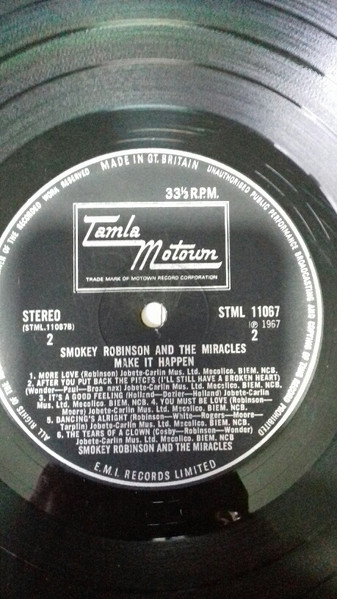 MADE IN GT. BRITAIN
UNAUTHORISED PUBLIC PERFORMANCE BROADCASTING AND COPYING OF THIS RECORD PROHIBITED
OF THE RECORDED WORK RESERVED
ALL RIGHTS OF THE
33⅓ R.P.M.
Tamla
Motown
TRADE MARK OF MOTOWN RECORD CORPORATION
STEREO
(STML.11067B)
2
STML 11067
℗ 1967
2
SMOKEY ROBINSON AND THE MIRACLES
MAKE IT HAPPEN
1. MORE LOVE (Robinson) Jobete-Carlin Mus. Ltd. Mecolico. BIEM. NCB.
2. AFTER YOU PUT BACK THE PIECES (I'LL STILL HAVE A BROKEN HEART)
(Wonder—Paul—Broadnax) Jobete-Carlin Mus. Ltd. Mecolico. BIEM.
NCB. 3. IT'S A GOOD FEELING (Holland—Dozier—Holland) Jobete-Carlin
Mus. Ltd. Mecolico. BIEM. NCB. 4. YOU MUST BE LOVE (Robinson—
Moore) Jobete-Carlin Mus. Ltd. Mecolico. BIEM. NCB.
5. DANCING'S ALRIGHT (Robinson—White—Rogers—Moore—
Tarplin) Jobete-Carlin Mus. Ltd. Mecolico. BIEM. NCB.
6. THE TEARS OF A CLOWN (Cosby—Robinson—Wonder)
Jobete-Carlin Mus. Ltd. Mecolico. BIEM. NCB.
SMOKEY ROBINSON AND THE MIRACLES
E.M.I. RECORDS LIMITED